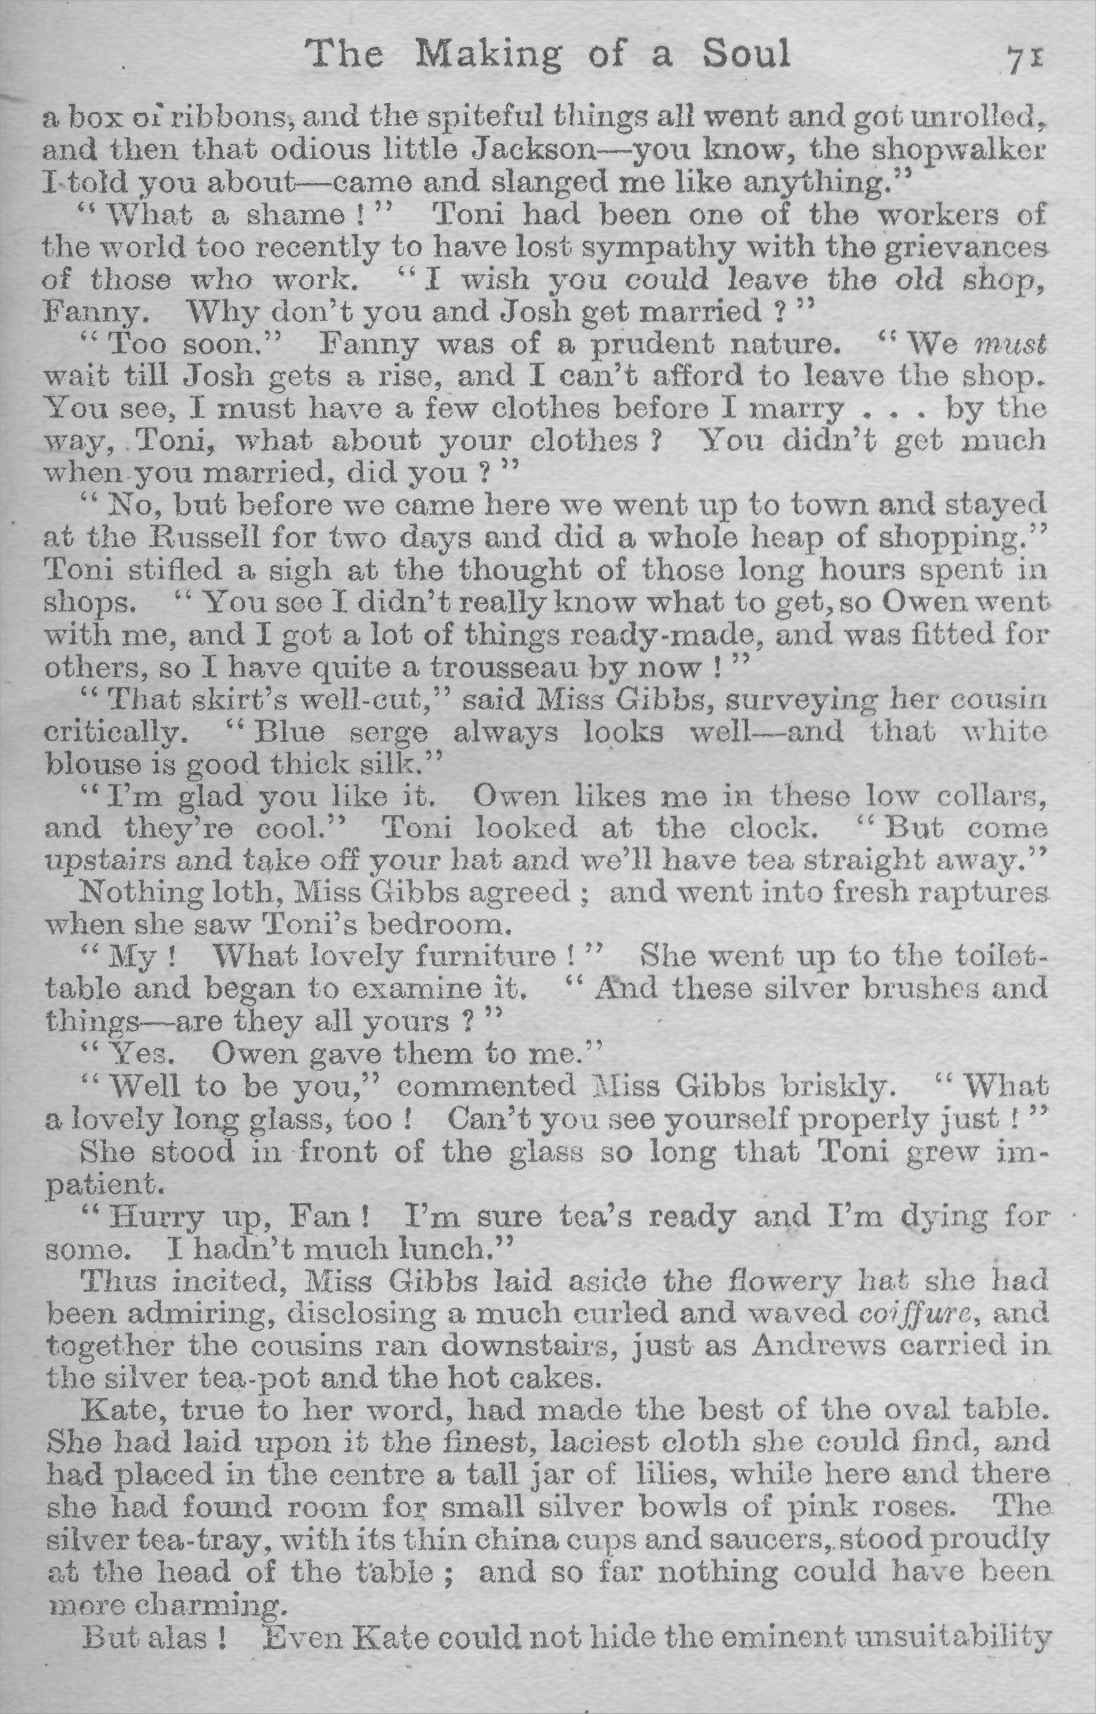 The Making of a Soul 71
a box of ribbons, and the spiteful things all went and got unrolled,
and then that odious little Jackson—you know, the shopwalker
I told you about—came and slanged me like anything.”
“ What a shame ! ” Toni had been one of the workers of
the world too recently to have lost sympathy with the grievances
of those who work. “ I wish you could leave the old shop,
Fanny. Why don’t you and Josh get married ? ”
“ Too soon.” Fanny was of a prudent nature. “ We must
wait till Josh gets a rise, and I can’t afford to leave the shop.
You see, I must have a few clothes before I marry . . . by the
way, Toni, what about your clothes ? You didn’t get much
when you married, did you ? ”
“ No, but before we came here we went up to town and stayed
at the Russell for two days and did a whole heap of shopping.”
Toni stifled a sigh at the thought of those long hours spent in
shops. “ You see I didn’t really know what to get, so Owen went
with me, and I got a lot of things ready-made, and was fitted for
others, so I have quite a trousseau by now ! ”
“ That skirt’s well-cut,” said Miss Gibbs, surveying her cousin
critically. “ Blue serge always looks well—and that white
blouse is good thick silk.”
“ I’m glad you like it. Owen likes me in these low collars,
and they’re cool.” Toni looked at the clock. “ But come
upstairs and take off your hat and we’ll have tea straight away.”
Nothing loth, Miss Gibbs agreed ; and went into fresh raptures
when she saw Toni’s bedroom.
“ My ! What lovely furniture ! ” She went up to the toilet-
table and began to examine it. “ And these silver brushes and
things—are they all yours ? ”
“ Yes. Owen gave them to me.”
“ Well to be you,” commented Miss Gibbs briskly. “ What
a lovely long glass, too ! Can’t you see yourself properly just ! ”
She stood in front of the glass so long that Toni grew im-
patient.
“ Hurry up, Fan ! I’m sure tea’s ready and I’m dying for
some. I hadn’t much lunch.”
Thus incited, Miss Gibbs laid aside the flowery hat she had
been admiring, disclosing a much curled and waved coiffure, and
together the cousins ran downstairs, just as Andrews carried in
the silver tea-pot and the hot cakes.
Kate, true to her word, had made the best of the oval table.
She had laid upon it the finest, laciest cloth she could find, and
had placed in the centre a tall jar of lilies, while here and there
she had found room for small silver bowls of pink roses. The
silver tea-tray, with its thin china cups and saucers, stood proudly
at the head of the table ; and so far nothing could have been
more charming.
But alas ! Even Kate could not hide the eminent unsuitability